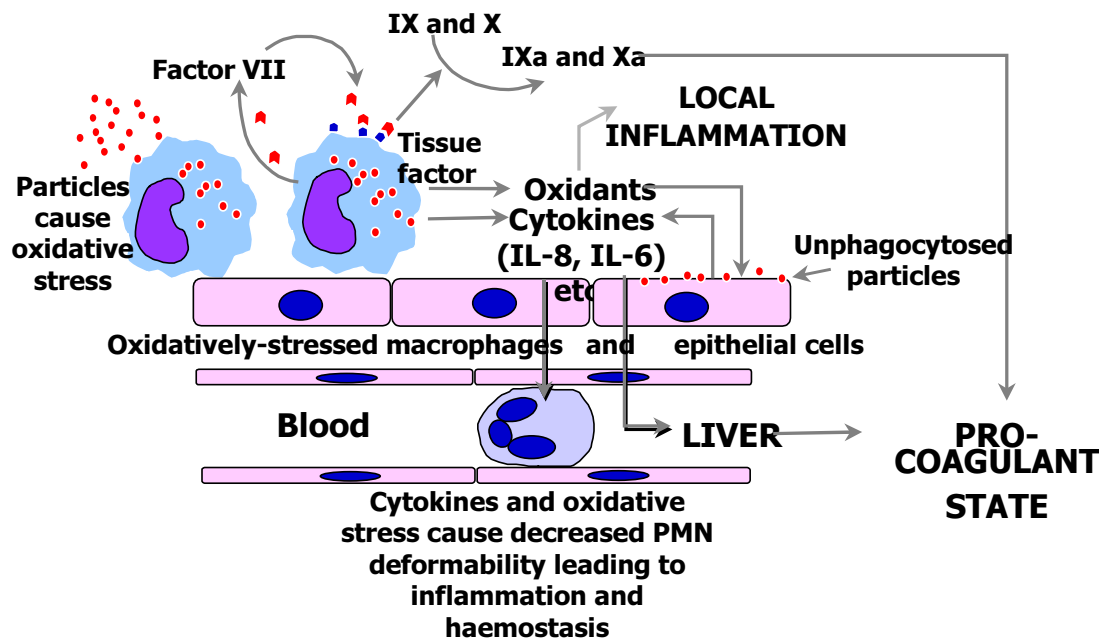 IX and X
IXa and Xa
Factor VII
LOCAL
INFLAMMATION
Tissue
factor
Particles
cause
oxidative
stress
Oxidants
Cytokines
(IL-8, IL-6)
etc
Unphagocytosed
particles
Oxidatively-stressed macrophages and epithelial cells
Blood
LIVER
PRO-
COAGULANT
STATE
Cytokines and oxidative
stress cause decreased PMN
deformability leading to
inflammation and
haemostasis